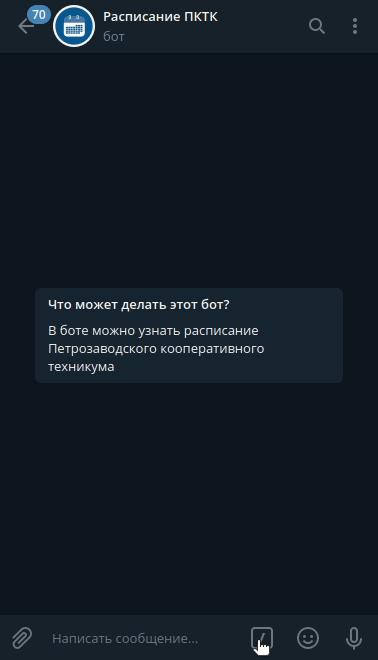 70
Расписание ПКТК
бот
Что может делать этот бот?
В боте можно узнать расписание
Петрозаводского кооперативного
техникума
Написать сообщение...